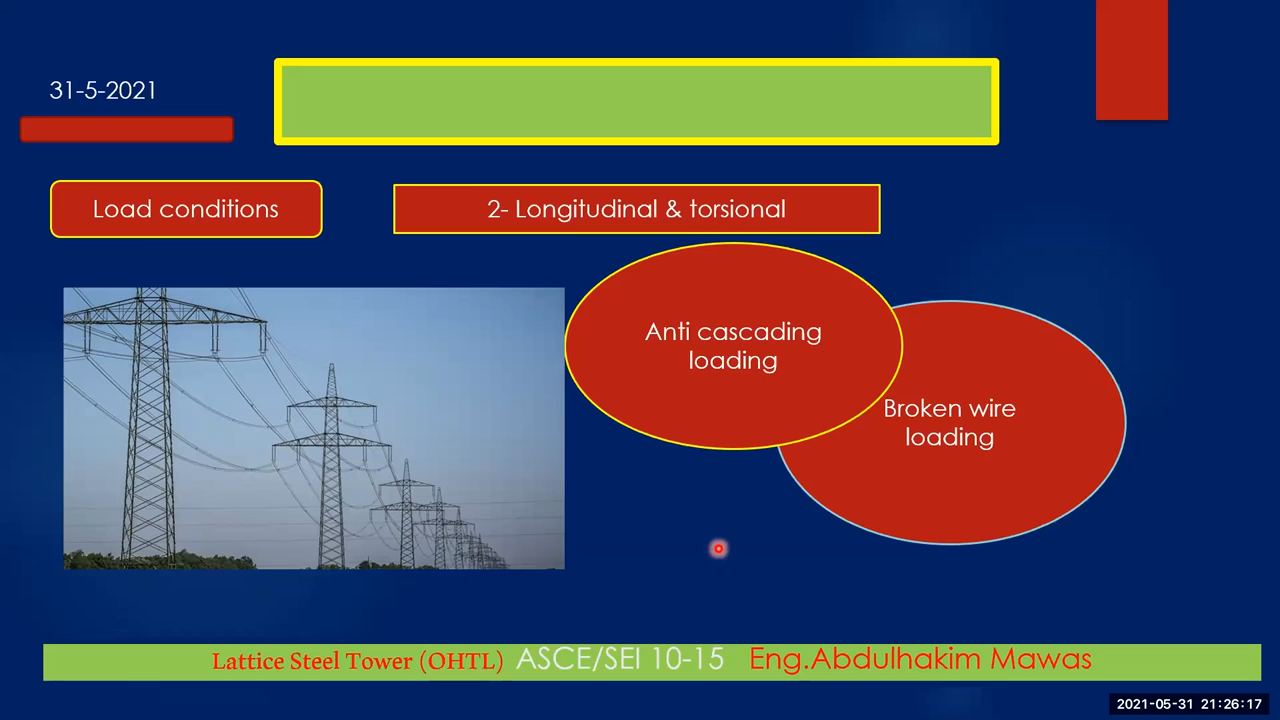 31-5-2021
Load conditions
2- Longitudinal & torsional
Anti cascading
loading
Broken wire
loading
Lattice Steel Tower (OHTL) ASCE/SEI 10-15 Eng.Abdulhakim Mawas
2021-05-31 21:26:17